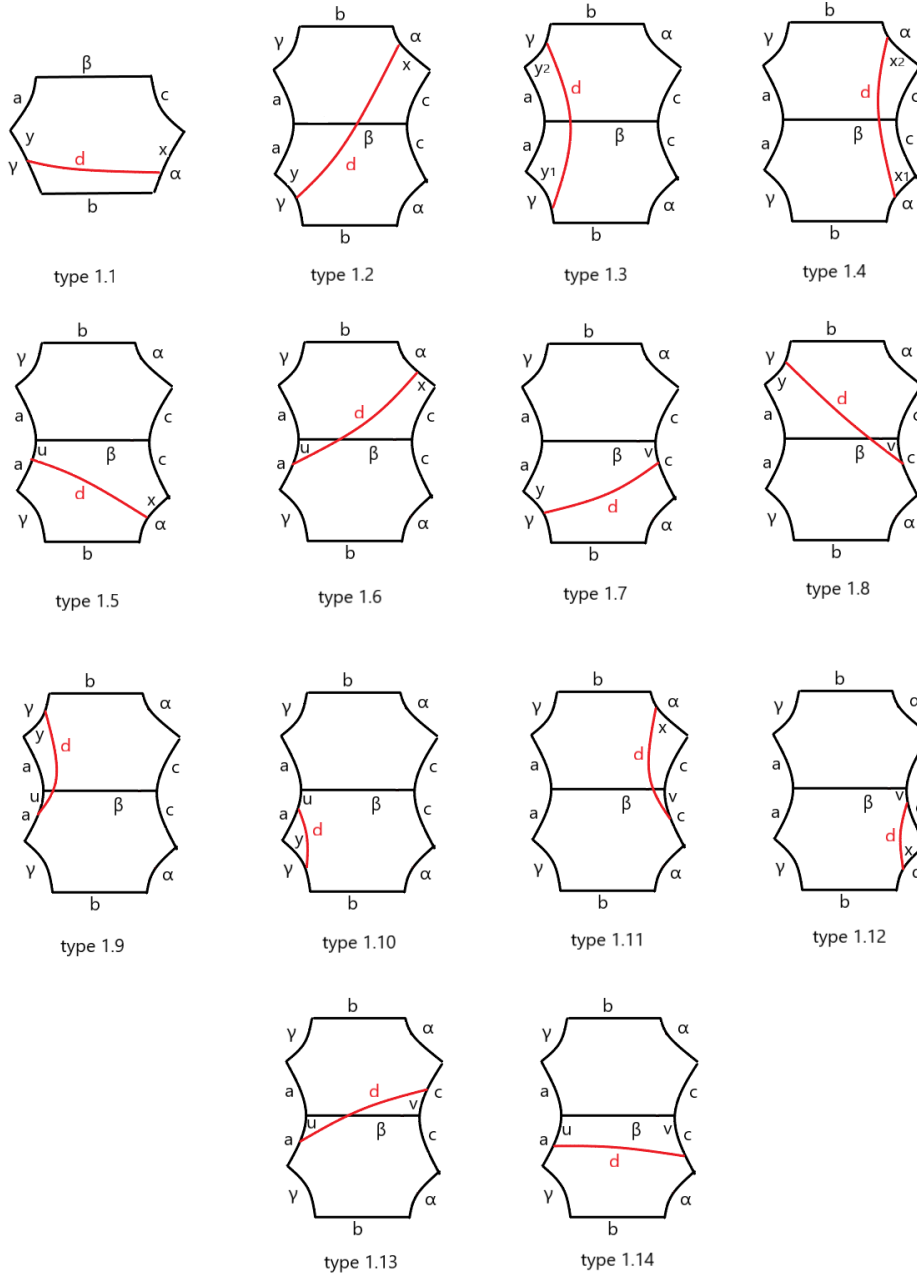 β
a c
y x
γ d α
b
type 1.1
b
γ α
x
a c
a d β c
y
γ α
b
type 1.2
b
γ α
y2
d
a c
a β c
y1
γ α
b
type 1.3
b
γ α
x2
d
a c
a β c
x1
γ α
b
type 1.4
b
γ α
a c
u
a β c
d x
γ α
b
type 1.5
b
γ α
d x
a c
u
a β c
γ α
b
type 1.6
b
γ α
a c
β v
a c
y d
γ α
b
type 1.7
b
γ α
y d
a c
β v
a c
γ α
b
type 1.8
b
γ α
y d
a c
u
a β c
γ α
b
type 1.9
b
γ α
a c
u
a β c
d
y
γ α
b
type 1.10
b
γ α
x
d
a c
β v
a c
γ α
b
type 1.11
b
γ α
a c
β v
a c
d x
γ α
b
type 1.12
b
γ α
d
a c
u v
a β c
γ α
b
type 1.13
b
γ α
a c
u β v
a c
d
γ α
b
type 1.14